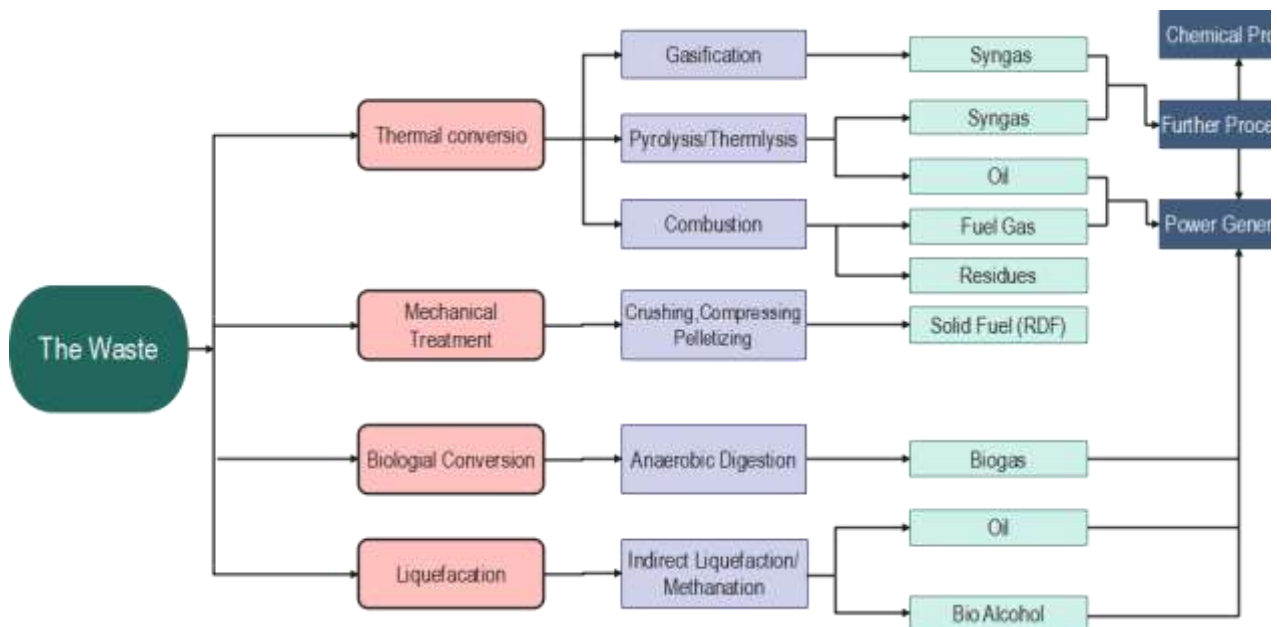 Chemical Pro
Gasification
Syngas
Thermal conversio
Syngas
Further Proce
Pyrolysis/Thermlysis
Oil
Combustion
Fuel Gas
Power Gener
Residues
The Waste
Mechanical
Treatment
Crushing,Compressing
Pelletizing
Solid Fuel (RDF)
Biologial Conversion
Anaerobic Digestion
Biogas
Oil
Liquefacation
Indirect Liquefaction/
Methanation
Bio Alcohol